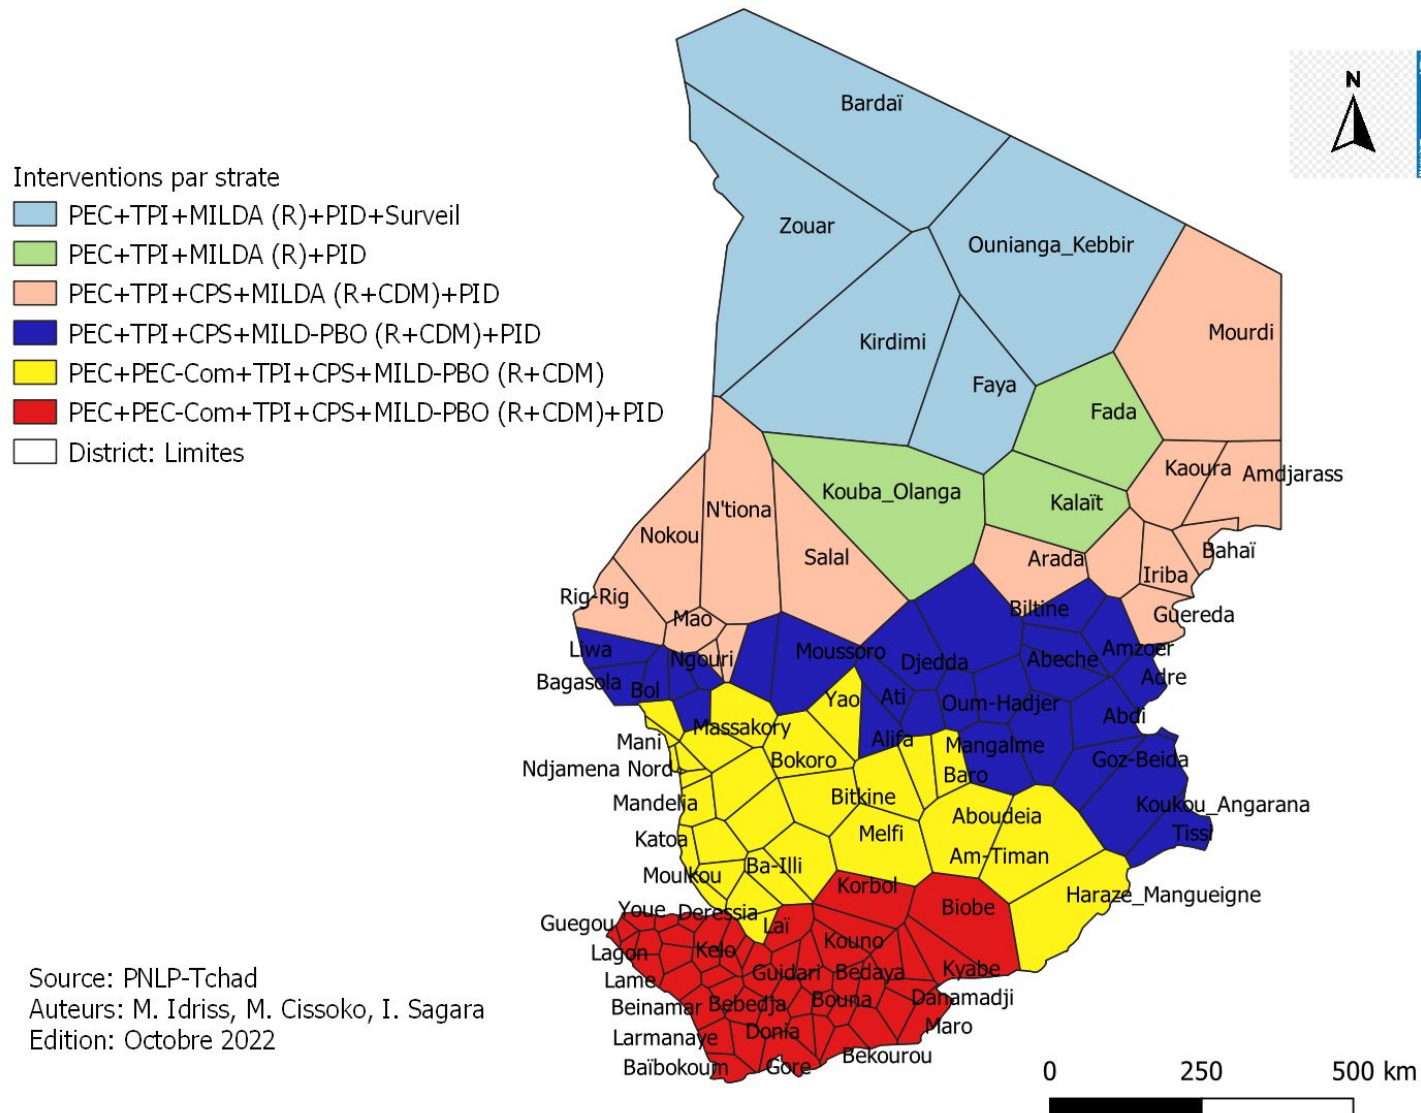 N
Bardaï
Zouar
Ounianga_Kebbir
Interventions par strate
PEC+TPI+MILDA (R)+PID+Surveil
PEC+TPI+MILDA (R)+PID
PEC+TPI+CPS+MILDA (R+CDM)+PID
PEC+TPI+CPS+MILD-PBO (R+CDM)+PID
PEC+PEC-Com+TPI+CPS+MILD-PBO (R+CDM)
PEC+PEC-Com+TPI+CPS+MILD-PBO (R+CDM)+PID
District: Limites
Kirdimi
Mourdi
Faya
Fada
Kaoura
Amdjarass
Kouba_Olanga
Kalaït
N'tiona
Nokou
Salal
Arada
Bahaï
Iriba
Rig-Rig
Mao
Biltine
Guereda
Liwa
Ngouri
Moussoro
Djedda
Abeche
Amzoer
Bagasola
Bol
Yao
Ati
Oum-Hadjer
Adre
Abdi
Massakory
Mani
Alifa
Mangalme
Bokoro
Baro
Goz-Beida
Ndjamena Nord
Mandelia
Bitkine
Koukou_Angarana
Aboudeia
Tissi
Katoa
Melfi
Am-Timan
Moulkou
Ba-Illi
Korbol
Haraze_Mangueigne
Biobe
Guegou
Youe
Deressia
Laï
Kouno
Lagon
Kelo
Guidari
Bedaya
Kyabe
Lame
Beinamar
Bebedja
Bouna
Danamadji
Larmanaye
Donia
Maro
Baïbokoum
Gore
Bekourou
Source: PNLP-Tchad
Auteurs: M. Idriss, M. Cissoko, I. Sagara
Edition: Octobre 2022
0 250 500 km